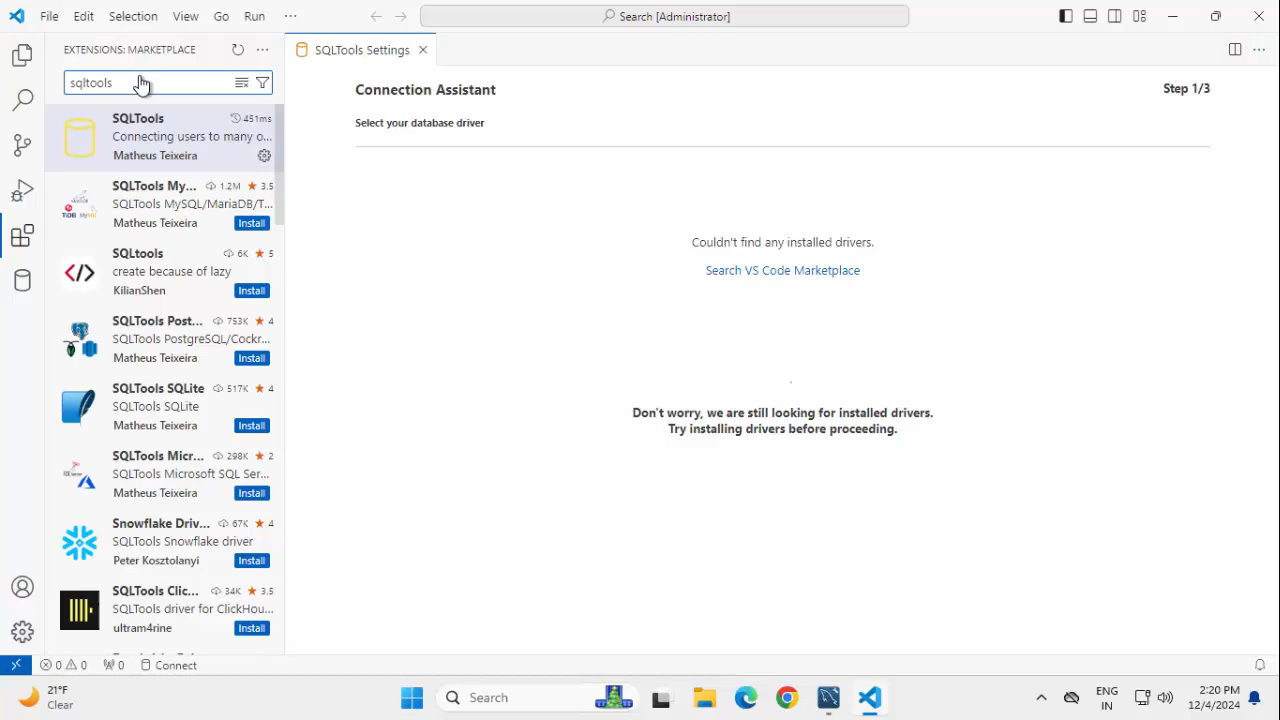 File Edit Selection View Go Run ···
Search [Administrator]
EXTENSIONS: MARKETPLACE
SQLTools Settings
sqltools
SQLTools 451ms
Connecting users to many o...
Matheus Teixeira
SQLTools My... 1.2M 3.5
SQLTools MySQL/MariaDB/T...
Matheus Teixeira Install
SQLtools 6K 5
create because of lazy
KilianShen Install
SQLTools Post... 753K 4
SQLTools PostgreSQL/Cockr...
Matheus Teixeira Install
SQLTools SQLite 517K 4
SQLTools SQLite
Matheus Teixeira Install
SQLTools Micr... 298K 2
SQLTools Microsoft SQL Ser...
Matheus Teixeira Install
Snowflake Driv... 67K 4
SQLTools Snowflake driver
Peter Kosztolanyi Install
SQLTools Clic... 34K 3.5
SQLTools driver for ClickHou...
ultram4rine Install
Connection Assistant Step 1/3
Select your database driver
Couldn't find any installed drivers.
Search VS Code Marketplace
Don't worry, we are still looking for installed drivers.
Try installing drivers before proceeding.
0 0 0 Connect
21°F
Clear
Search
ENG
IN
2:20 PM
12/4/2024